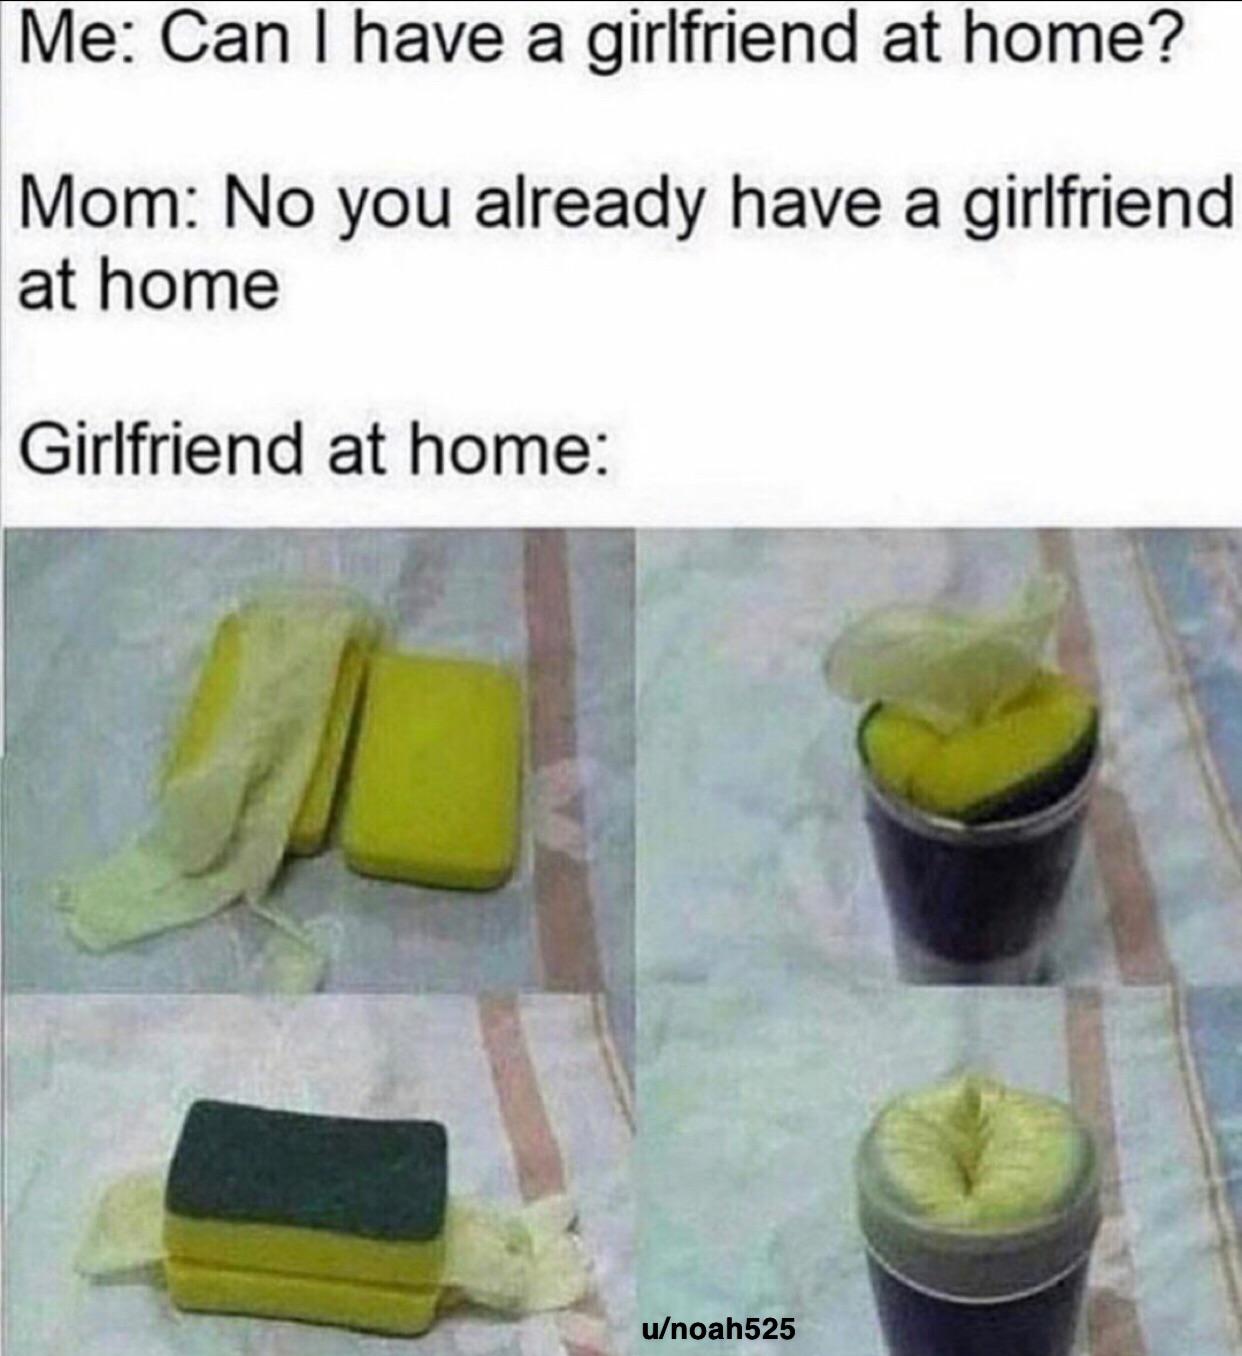 Me: Can I have a girlfriend at home?
Mom: No you already have a girlfriend
at home
Girlfriend at home:
u/noah525